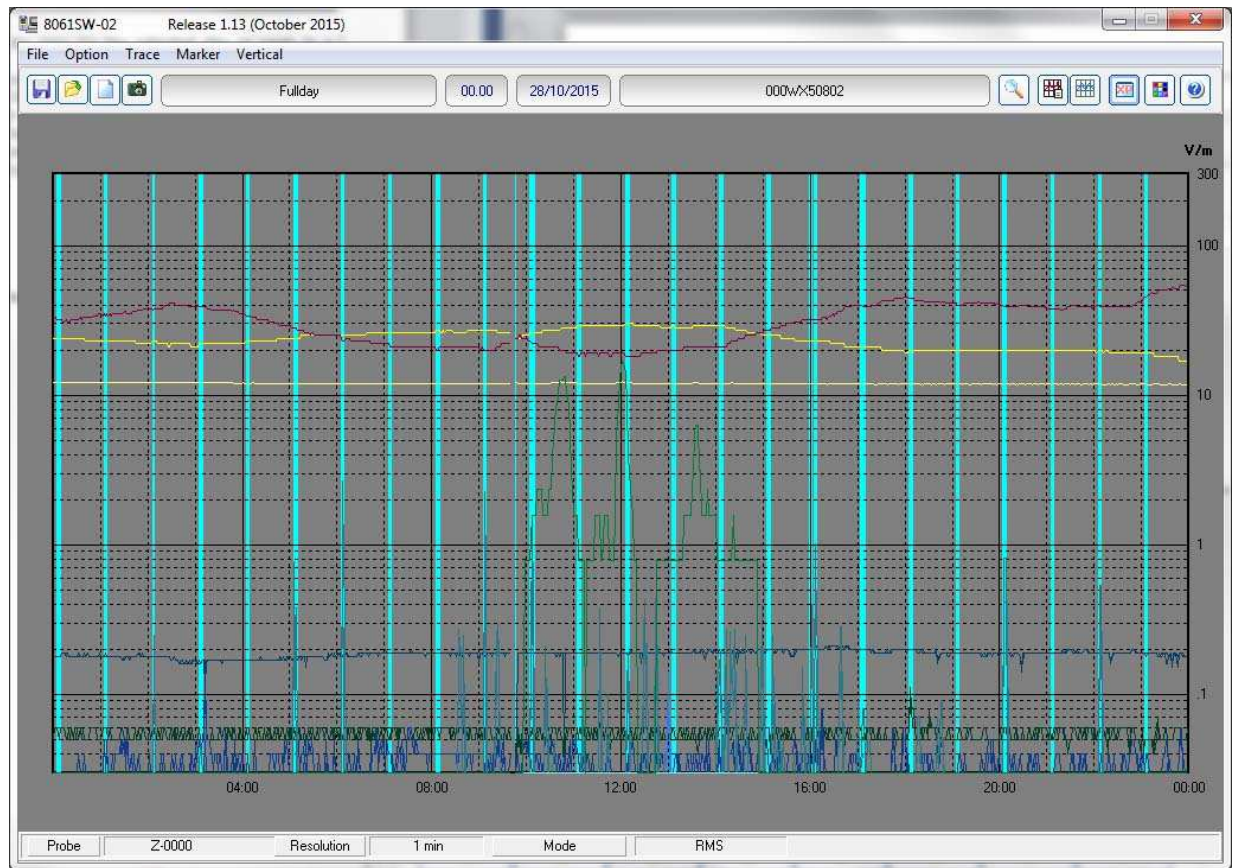 8061SW-02 Release 1.13 (October 2015)
File Option Trace Marker Vertical
Fullday 00.00 28/10/2015 000WX50802
V/m
300
100
10
1
.1
04:00 08:00 12:00 16:00 20:00 00:00
Probe Z-0000 Resolution 1 min Mode RMS